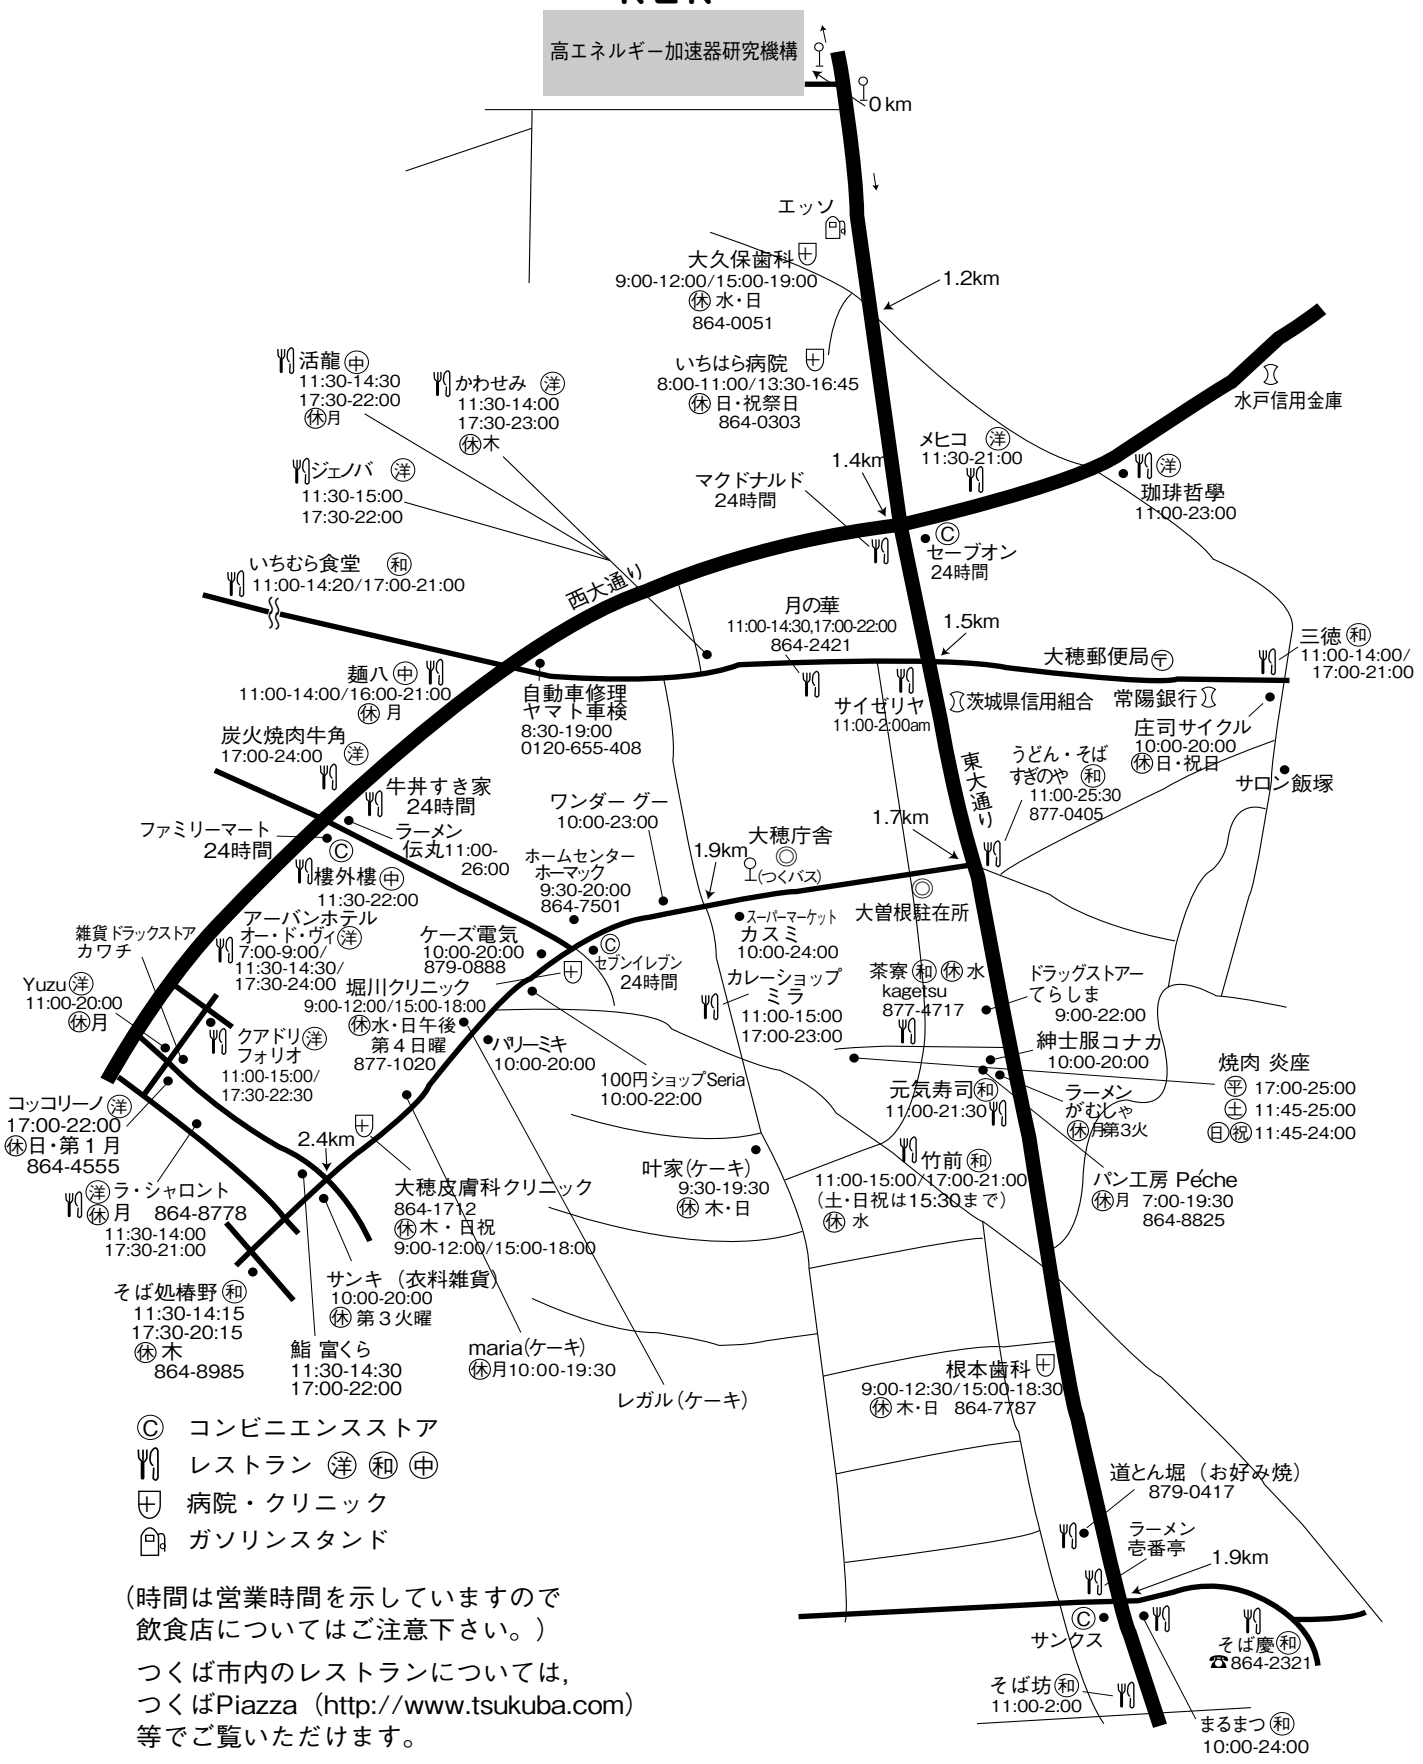 高エネルギー加速器研究機構
0 km
エッソ
大久保歯科
9:00-12:00/15:00-19:00
休 水・日
864-0051
1.2km
いちはら病院
8:00-11:00/13:30-16:45
休 日・祝祭日
864-0303
水戸信用金庫
活龍 中
11:30-14:30
17:30-22:00
休月
かわせみ 洋
11:30-14:00
17:30-23:00
休木
メヒコ 洋
11:30-21:00
1.4km
マクドナルド
24時間
洋
珈琲哲學
11:00-23:00
ジェノバ 洋
11:30-15:00
17:30-22:00
C
セーブオン
24時間
いちむら食堂 和
11:00-14:20/17:00-21:00
西大通り
月の華
11:00-14:30,17:00-22:00
864-2421
1.5km
大穂郵便局〒
三徳 和
11:00-14:00/
17:00-21:00
麺八 中
11:00-14:00/16:00-21:00
休 月
自動車修理
ヤマト車検
8:30-19:00
0120-655-408
サイゼリヤ
11:00-2:00am
茨城県信用組合
常陽銀行
庄司サイクル
10:00-20:00
休日・祝日
サロン飯塚
炭火焼肉牛角
17:00-24:00 洋
牛丼すき家
24時間
東大通り
うどん・そば
すぎのや 和
11:00-25:30
877-0405
ファミリーマート
24時間
C
ラーメン
伝丸11:00-
26:00
ワンダー グー
10:00-23:00
1.7km
1.9km
大穂庁舎
◎
(つくバス)
樓外樓 中
11:30-22:00
ホームセンター
ホーマック
9:30-20:00
864-7501
◎
大曽根駐在所
アーバンホテル
オー・ド・ヴィ 洋
7:00-9:00/
11:30-14:30/
17:30-24:00
雑貨ドラックストア
カワチ
ケーズ電気
10:00-20:00
879-0888
C
セブンイレブン
24時間
スーパーマーケット
カスミ
10:00-24:00
Yuzu 洋
11:00-20:00
休月
堀川クリニック
9:00-12:00/15:00-18:00
休水・日午後
第4日曜
877-1020
カレーショップ
ミラ
11:00-15:00
17:00-23:00
茶寮 和 休 水
kagetsu
877-4717
ドラッグストアー
てらしま
9:00-22:00
クアドリ 洋
フォリオ
11:00-15:00/
17:30-22:30
パリーミキ
10:00-20:00
紳士服コナカ
10:00-20:00
100円ショップSeria
10:00-22:00
焼肉 炎座
平 17:00-25:00
土 11:45-25:00
日祝 11:45-24:00
元気寿司 和
11:00-21:30
ラーメン
がむしゃ
休月第3火
コッコリーノ 洋
17:00-22:00
休日・第1月
864-4555
2.4km
叶家(ケーキ)
9:30-19:30
休 木・日
竹前 和
11:00-15:00/17:00-21:00
(土・日祝は15:30まで)
休 水
パン工房 Péche
休月 7:00-19:30
864-8825
洋 ラ・シャロント
休 月 864-8778
11:30-14:00
17:30-21:00
大穂皮膚科クリニック
864-1712
休木・日祝
9:00-12:00/15:00-18:00
そば処椿野 和
11:30-14:15
17:30-20:15
休 木
864-8985
サンキ (衣料雑貨)
10:00-20:00
休 第3火曜
鮨 富くら
11:30-14:30
17:00-22:00
maria(ケーキ)
休月10:00-19:30
レガル(ケーキ)
根本歯科
9:00-12:30/15:00-18:30
休 木・日 864-7787
C コンビニエンスストア
レストラン 洋 和 中
病院・クリニック
ガソリンスタンド
道とん堀 (お好み焼)
879-0417
ラーメン
壱番亭
1.9km
C
サンクス
そば慶 和
☎864-2321
そば坊 和
11:00-2:00
まるまつ 和
10:00-24:00
(時間は営業時間を示していますので
飲食店についてはご注意下さい。)
つくば市内のレストランについては,
つくばPiazza (http://www.tsukuba.com)
等でご覧いただけます。